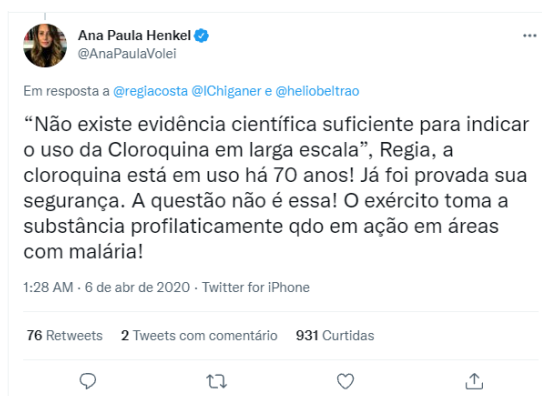 Ana Paula Henkel
@AnaPaulaVolei
Em resposta a @regiacosta @IChiganer e @heliobeltrao
“Não existe evidência científica suficiente para indicar
o uso da Cloroquina em larga escala”, Regia, a
cloroquina está em uso há 70 anos! Já foi provada sua
segurança. A questão não é essa! O exército toma a
substância profilaticamente qdo em ação em áreas
com malária!
1:28 AM · 6 de abr de 2020 · Twitter for iPhone
76 Retweets 2 Tweets com comentário 931 Curtidas